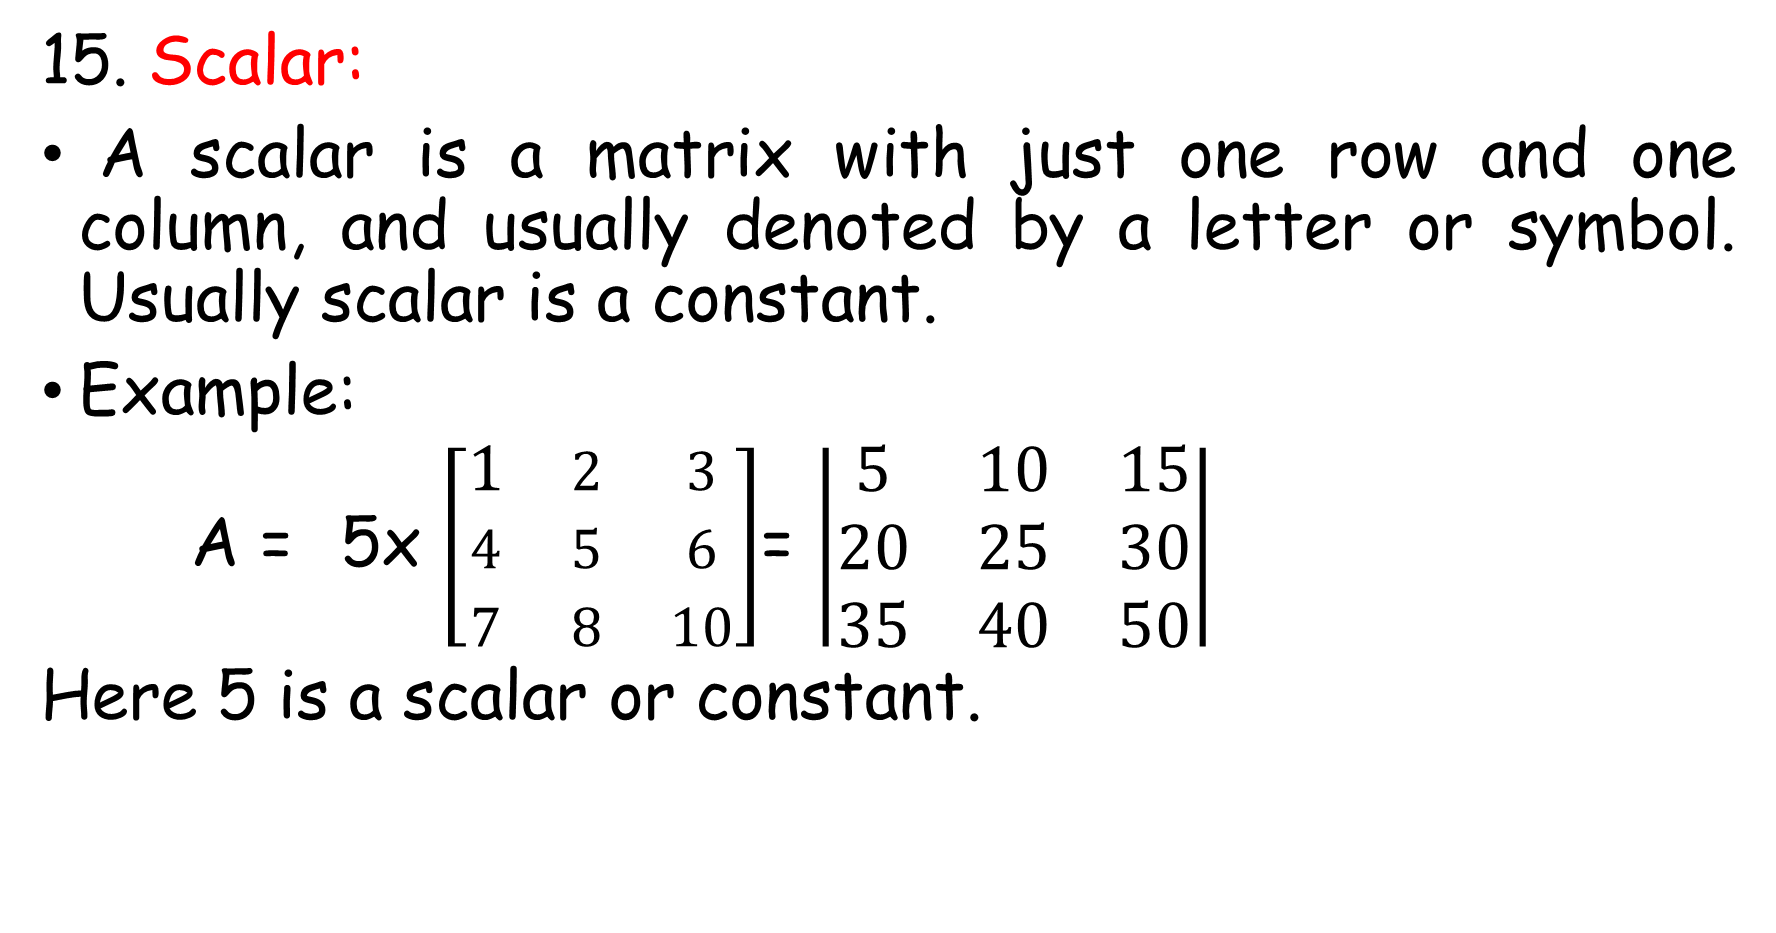 15. Scalar:
• A scalar is a matrix with just one row and one
column, and usually denoted by a letter or symbol.
Usually scalar is a constant.
• Example:
A = 5x [1 2 3 4 5 6 7 8 10] = |5 10 15 20 25 30 35 40 50|
Here 5 is a scalar or constant.